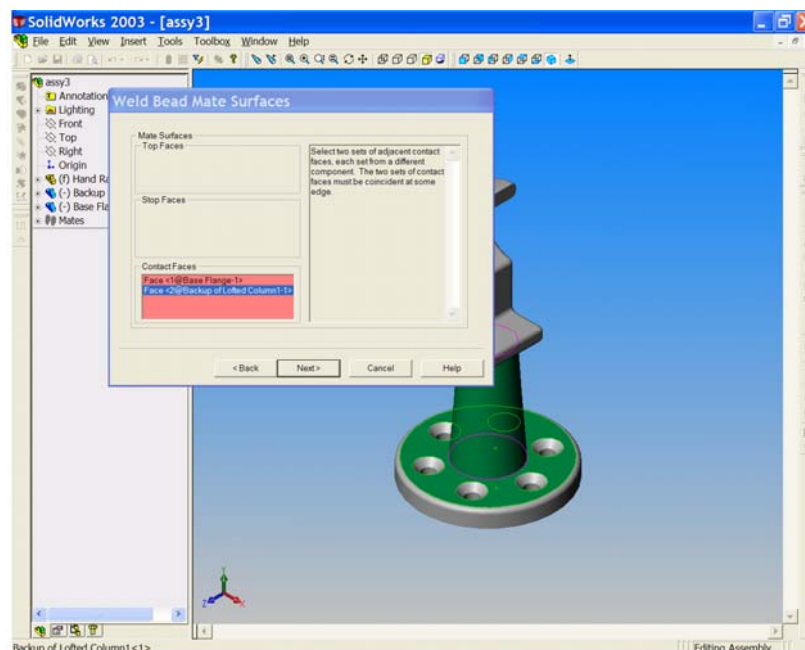 SolidWorks 2003 - [assy3]
File Edit View Insert Tools Toolbox Window Help
assy3
Annotation
Lighting
Front
Top
Right
Origin
(f) Hand Ra
(-) Backup
(-) Base Fla
Mates
Weld Bead Mate Surfaces
Mate Surfaces
Top Faces
Stop Faces
Contact Faces
Face <1@Base Flange-1>
Face <2@Backup of Lofted Column1-1>
Select two sets of adjacent contact
faces, each set from a different
component. The two sets of contact
faces must be coincident at some
edge.
< Back Next > Cancel Help
Y
Z
X
Backup of Lofted Column1<1>
Editing Assembly